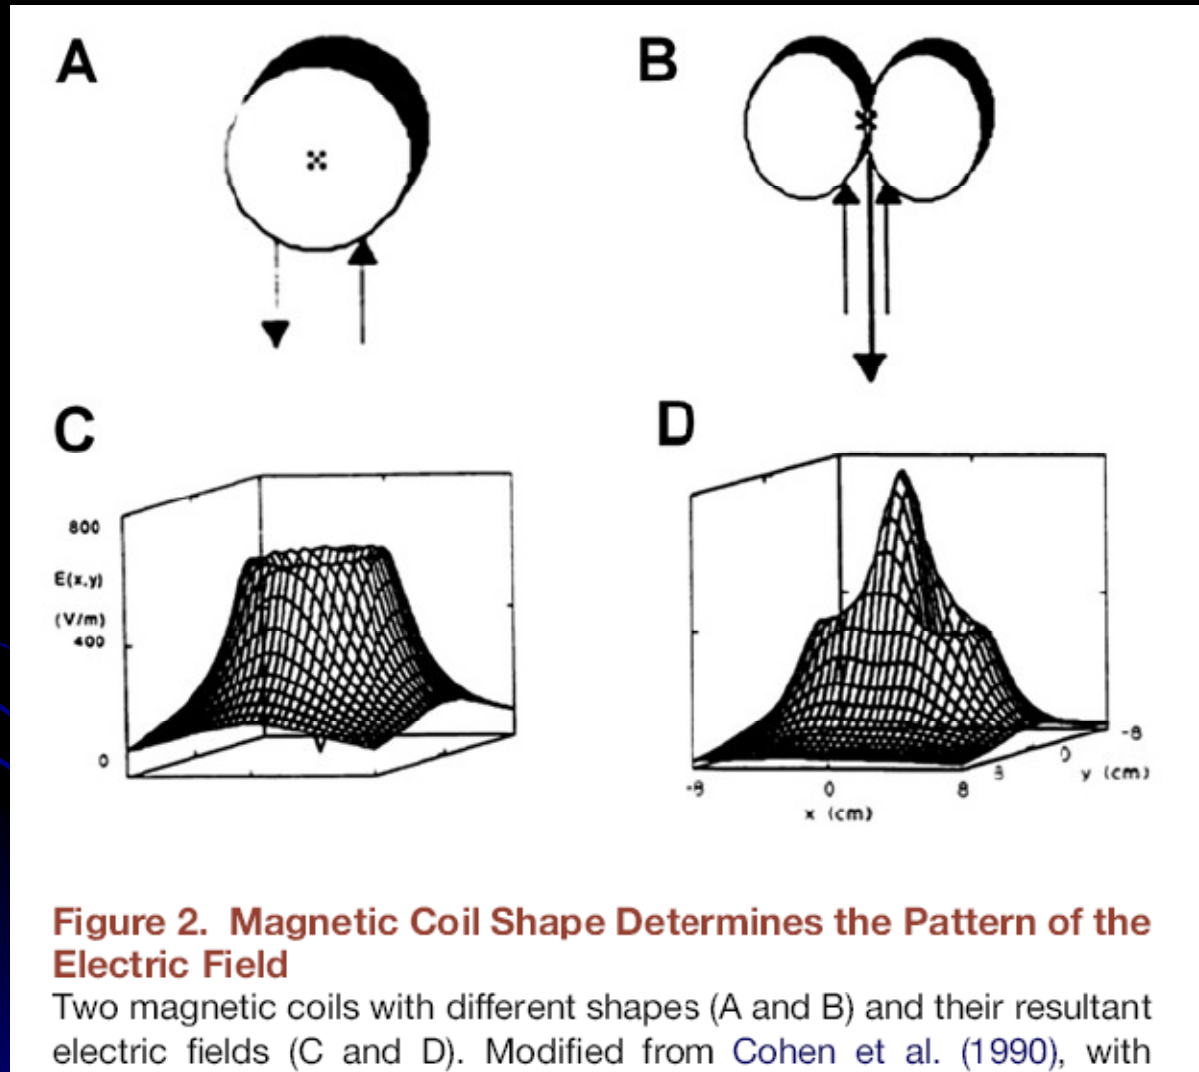 A
B
C
D
800
E(x,y)
(V/m)
400
0
-8
0
8
x (cm)
8
0
-8
y (cm)
Figure 2. Magnetic Coil Shape Determines the Pattern of the
Electric Field
Two magnetic coils with different shapes (A and B) and their resultant
electric fields (C and D). Modified from Cohen et al. (1990), with